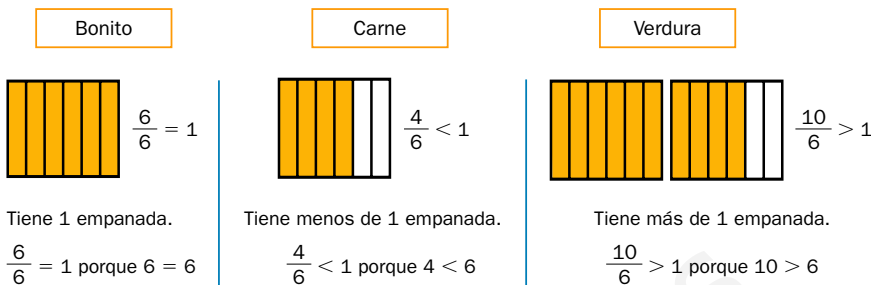 Bonito
6/6 = 1
Tiene 1 empanada.
6/6 = 1 porque 6 = 6
Carne
4/6 < 1
Tiene menos de 1 empanada.
4/6 < 1 porque 4 < 6
Verdura
10/6 > 1
Tiene más de 1 empanada.
10/6 > 1 porque 10 > 6